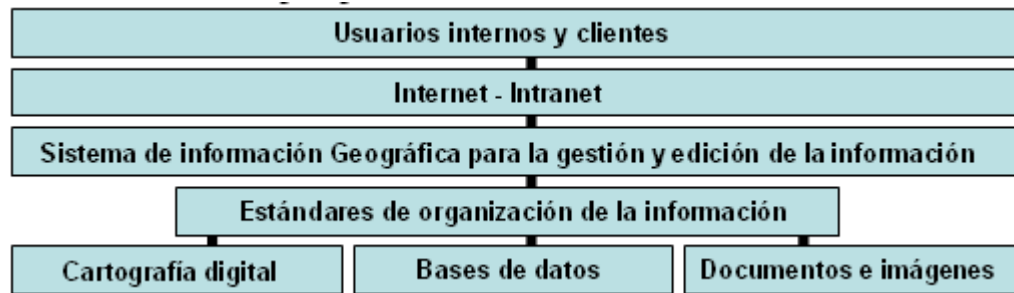 Usuarios internos y clientes
Internet - Intranet
Sistema de información Geográfica para la gestión y edición de la información
Estándares de organización de la información
Cartografía digital
Bases de datos
Documentos e imágenes